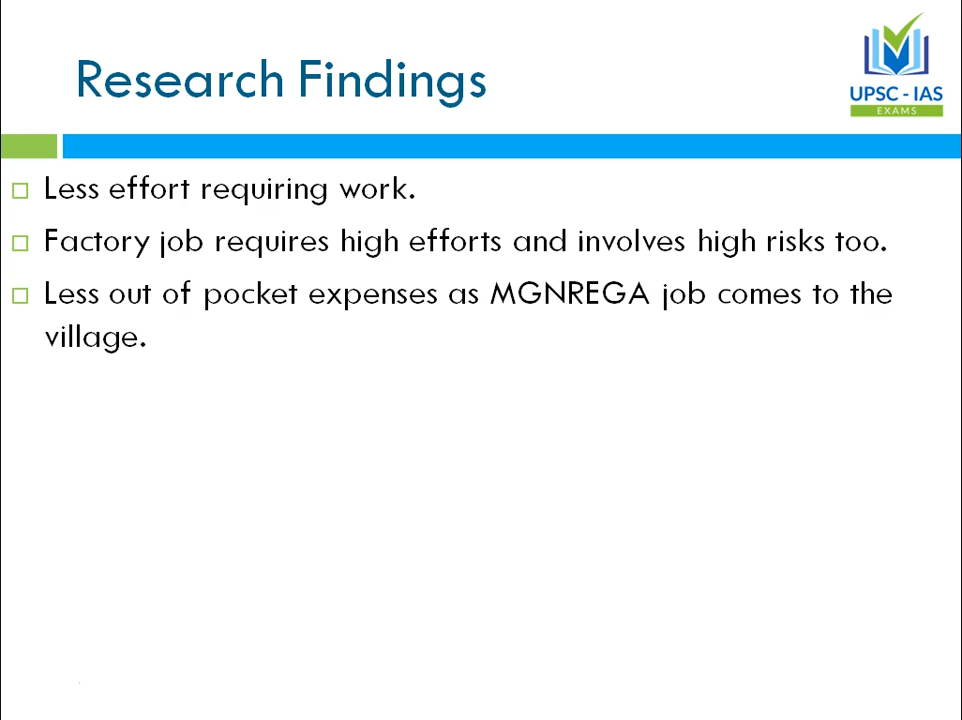 Research Findings
UPSC - IAS
EXAMS
Less effort requiring work.
Factory job requires high efforts and involves high risks too.
Less out of pocket expenses as MGNREGA job comes to the
village.